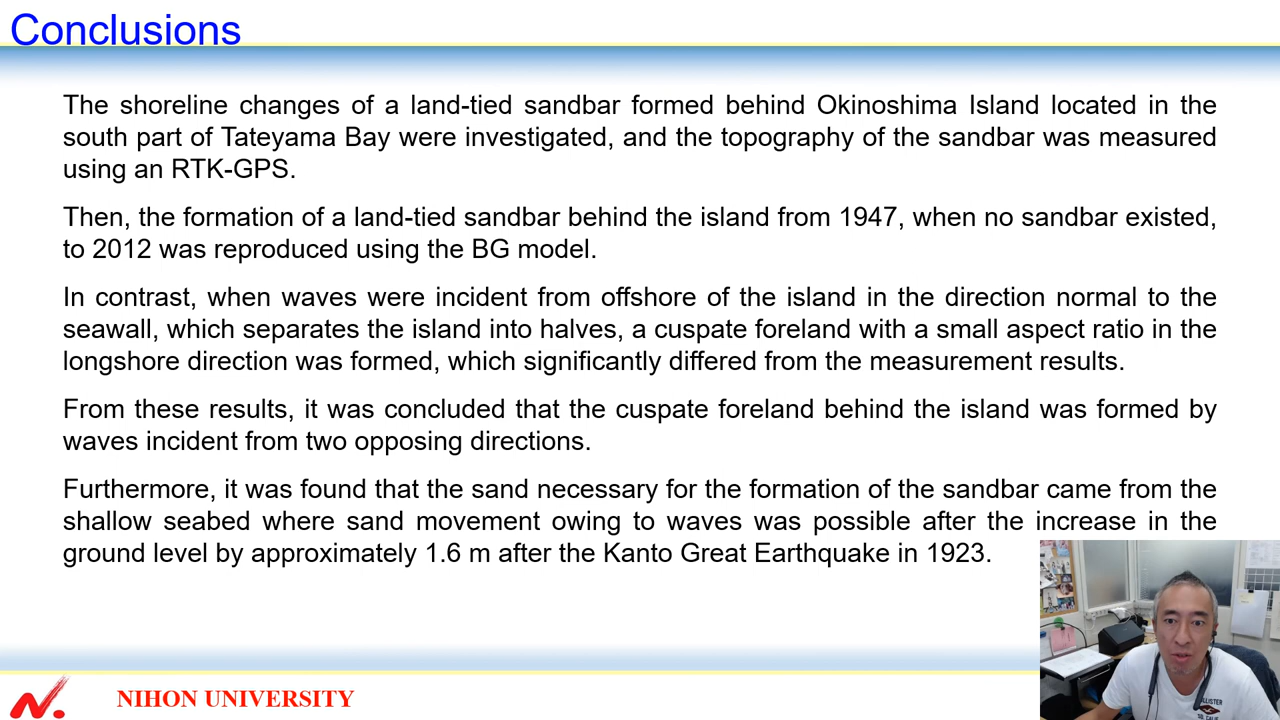 Conclusions
The shoreline changes of a land-tied sandbar formed behind Okinoshima Island located in the
south part of Tateyama Bay were investigated, and the topography of the sandbar was measured
using an RTK-GPS.
Then, the formation of a land-tied sandbar behind the island from 1947, when no sandbar existed,
to 2012 was reproduced using the BG model.
In contrast, when waves were incident from offshore of the island in the direction normal to the
seawall, which separates the island into halves, a cuspate foreland with a small aspect ratio in the
longshore direction was formed, which significantly differed from the measurement results.
From these results, it was concluded that the cuspate foreland behind the island was formed by
waves incident from two opposing directions.
Furthermore, it was found that the sand necessary for the formation of the sandbar came from the
shallow seabed where sand movement owing to waves was possible after the increase in the
ground level by approximately 1.6 m after the Kanto Great Earthquake in 1923.
NIHON UNIVERSITY